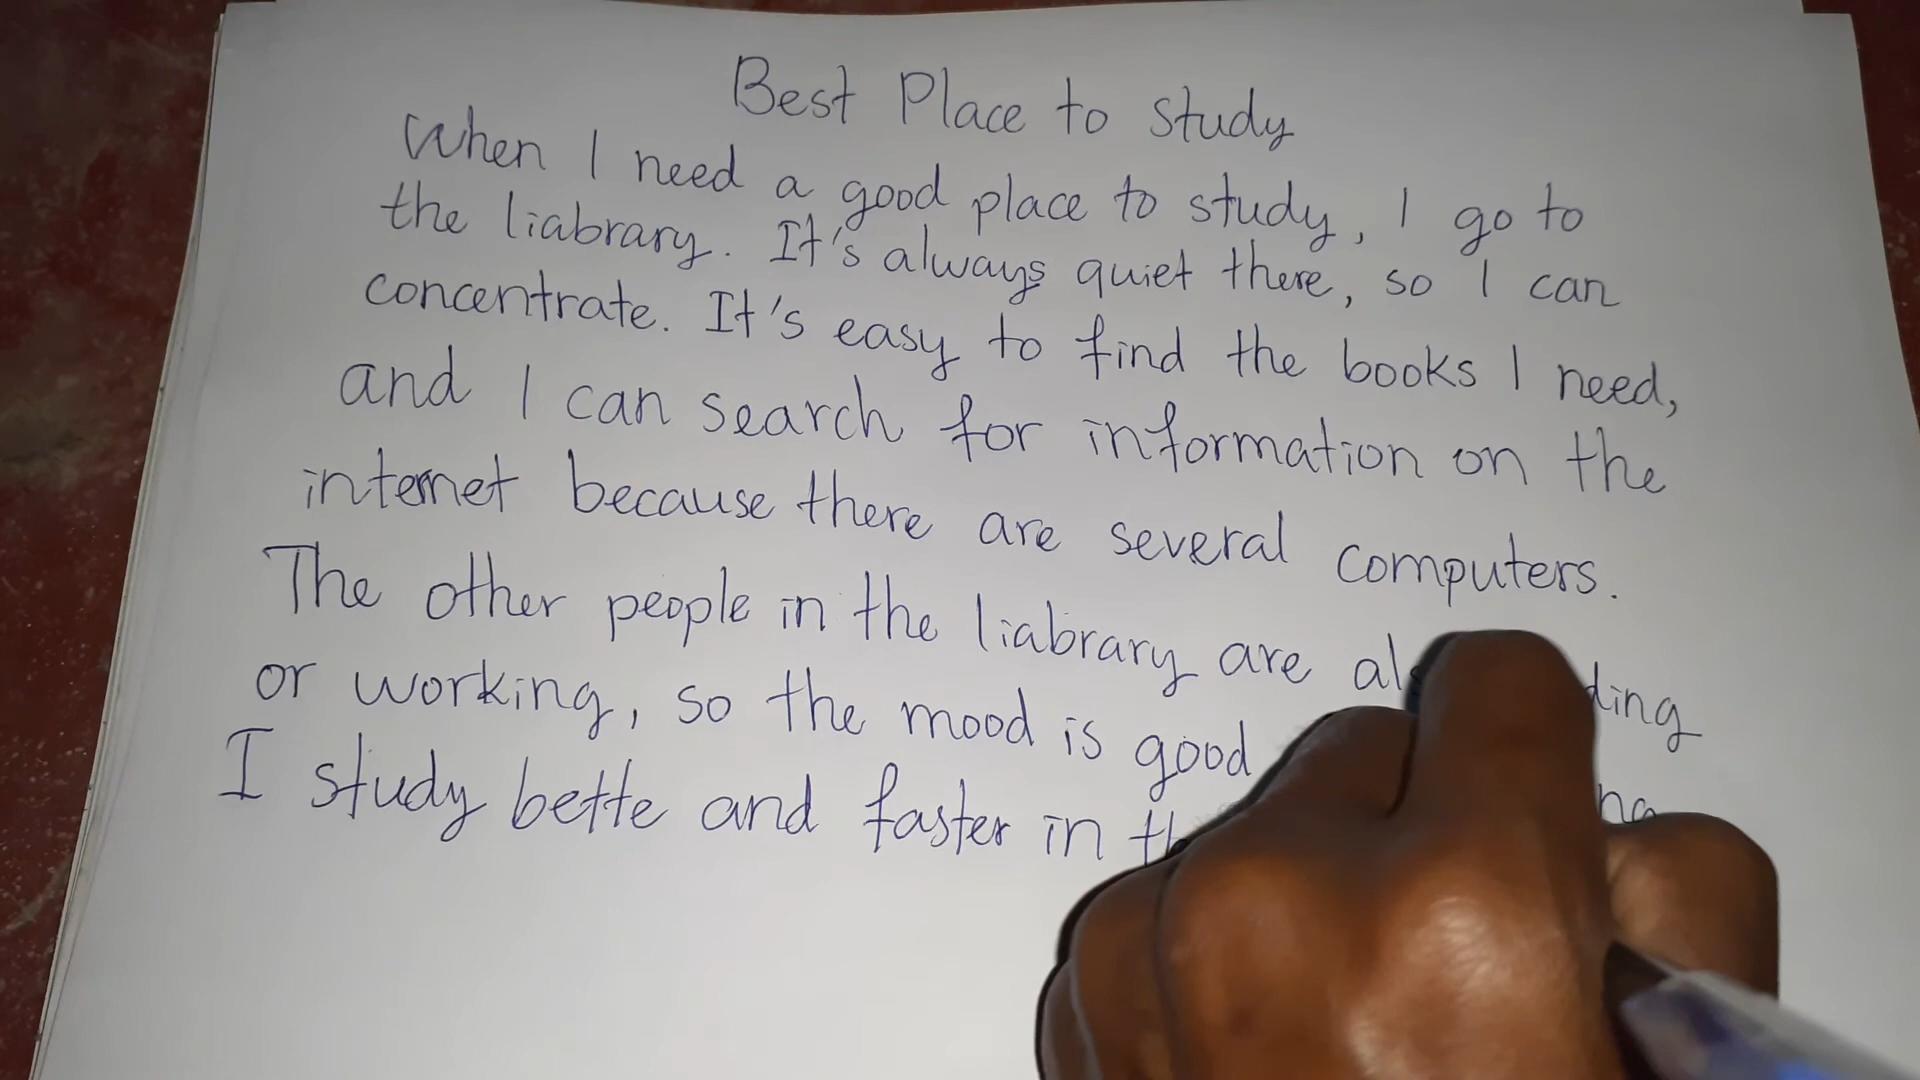 Best Place to study
When I need a good place to study, I go to
the liabrary. It's always quiet there, so I can
concentrate. It's easy to find the books I need,
and I can search for information on the
internet because there are several computers.
The other people in the liabrary are
or working, so the mood is good
I study bette and faster in